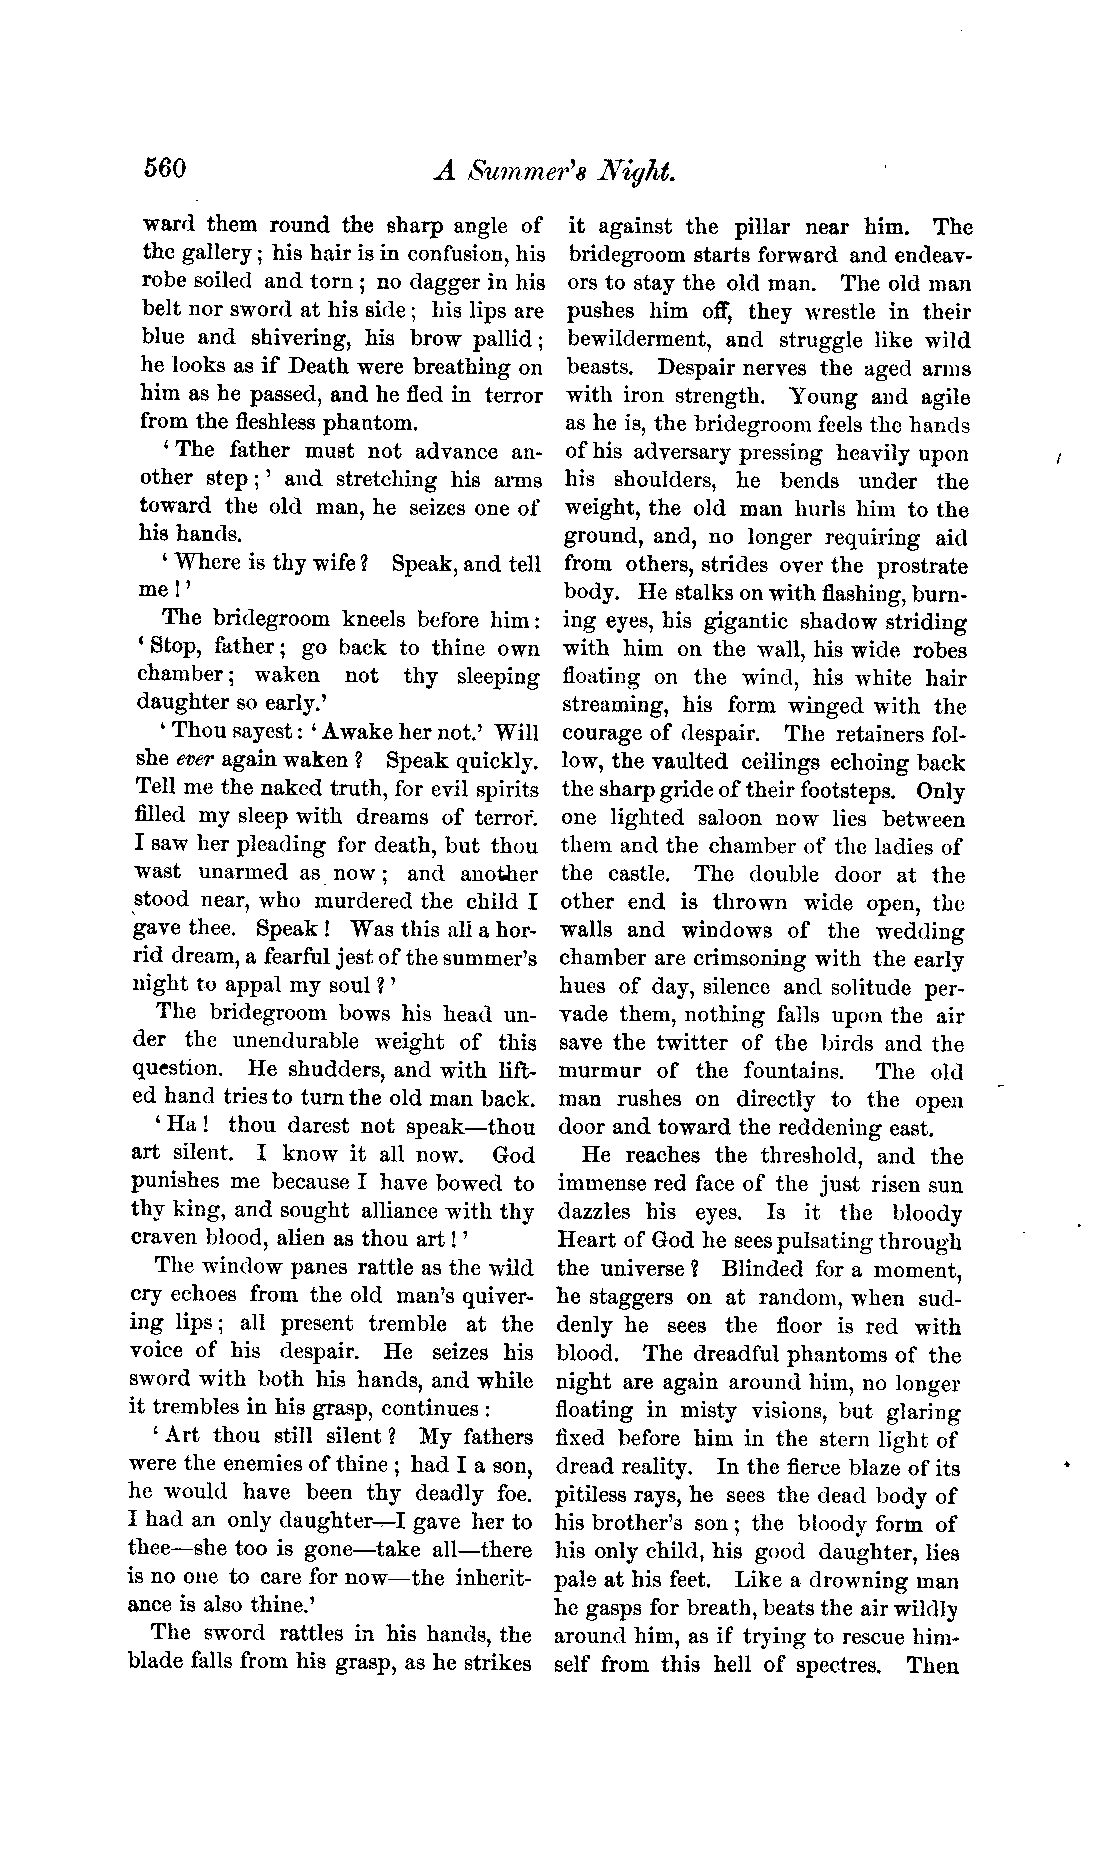 560
A Summer's Night.
ward them round the sharp angle of
the gallery; his hair is in confusion, his
robe soiled and torn; no dagger in his
belt nor sword at his side; his lips are
blue and shivering, his brow pallid;
he looks as if Death were breathing on
him as he passed, and he fled in terror
from the fleshless phantom.
'The father must not advance an-
other step;' and stretching his arms
toward the old man, he seizes one of
his hands.
'Where is thy wife? Speak, and tell
me!'
The bridegroom kneels before him:
'Stop, father; go back to thine own
chamber; waken not thy sleeping
daughter so early.'
'Thou sayest: 'Awake her not.' Will
she ever again waken? Speak quickly.
Tell me the naked truth, for evil spirits
filled my sleep with dreams of terror.
I saw her pleading for death, but thou
wast unarmed as now; and another
stood near, who murdered the child I
gave thee. Speak! Was this all a hor-
rid dream, a fearful jest of the summer's
night to appal my soul?'
The bridegroom bows his head un-
der the unendurable weight of this
question. He shudders, and with lift-
ed hand tries to turn the old man back.
'Ha! thou darest not speak—thou
art silent. I know it all now. God
punishes me because I have bowed to
thy king, and sought alliance with thy
craven blood, alien as thou art!'
The window panes rattle as the wild
cry echoes from the old man's quiver-
ing lips; all present tremble at the
voice of his despair. He seizes his
sword with both his hands, and while
it trembles in his grasp, continues:
'Art thou still silent? My fathers
were the enemies of thine; had I a son,
he would have been thy deadly foe.
I had an only daughter—I gave her to
thee—she too is gone—take all—there
is no one to care for now—the inherit-
ance is also thine.'
The sword rattles in his hands, the
blade falls from his grasp, as he strikes
it against the pillar near him. The
bridegroom starts forward and endeav-
ors to stay the old man. The old man
pushes him off, they wrestle in their
bewilderment, and struggle like wild
beasts. Despair nerves the aged arms
with iron strength. Young and agile
as he is, the bridegroom feels the hands
of his adversary pressing heavily upon
his shoulders, he bends under the
weight, the old man hurls him to the
ground, and, no longer requiring aid
from others, strides over the prostrate
body. He stalks on with flashing, burn-
ing eyes, his gigantic shadow striding
with him on the wall, his wide robes
floating on the wind, his white hair
streaming, his form winged with the
courage of despair. The retainers fol-
low, the vaulted ceilings echoing back
the sharp gride of their footsteps. Only
one lighted saloon now lies between
them and the chamber of the ladies of
the castle. The double door at the
other end is thrown wide open, the
walls and windows of the wedding
chamber are crimsoning with the early
hues of day, silence and solitude per-
vade them, nothing falls upon the air
save the twitter of the birds and the
murmur of the fountains. The old
man rushes on directly to the open
door and toward the reddening east.
He reaches the threshold, and the
immense red face of the just risen sun
dazzles his eyes. Is it the bloody
Heart of God he sees pulsating through
the universe? Blinded for a moment,
he staggers on at random, when sud-
denly he sees the floor is red with
blood. The dreadful phantoms of the
night are again around him, no longer
floating in misty visions, but glaring
fixed before him in the stern light of
dread reality. In the fierce blaze of its
pitiless rays, he sees the dead body of
his brother's son; the bloody form of
his only child, his good daughter, lies
pale at his feet. Like a drowning man
he gasps for breath, beats the air wildly
around him, as if trying to rescue him-
self from this hell of spectres. Then